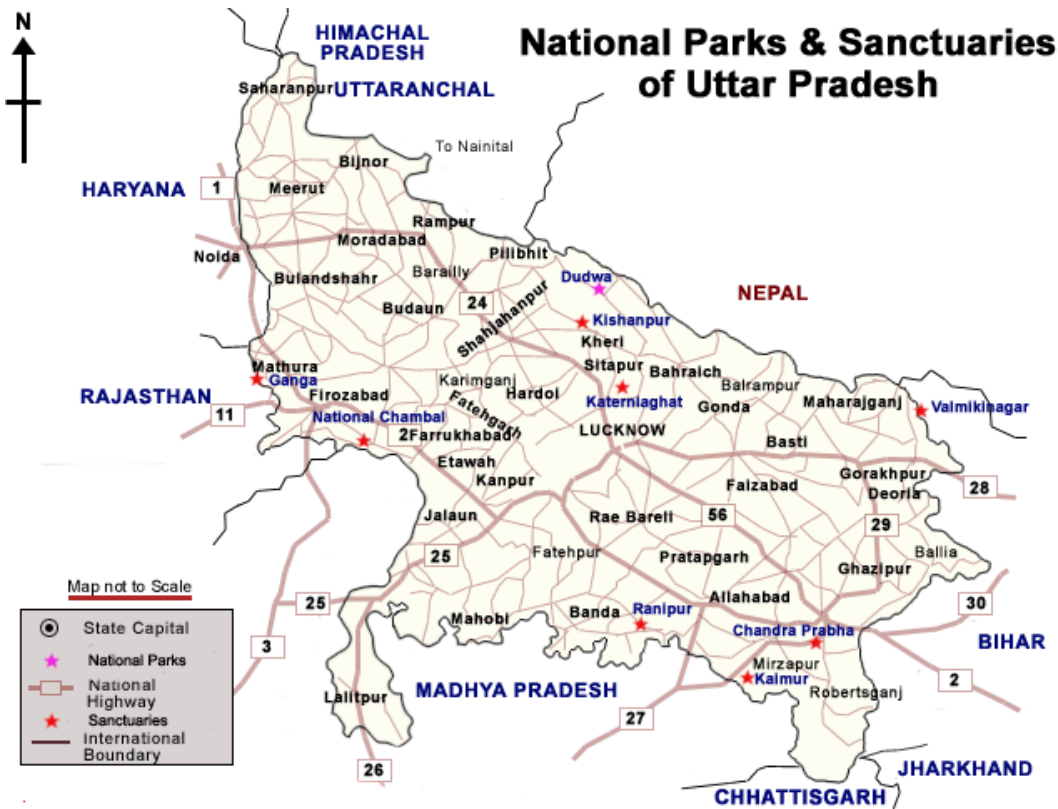 N
HIMACHAL
PRADESH
National Parks & Sanctuaries
of Uttar Pradesh
Saharanpur
UTTARANCHAL
To Nainital
Bijnor
HARYANA
1
Meerut
Rampur
Moradabad
Noida
Pilibhit
Barailly
Bulandshahr
Dudwa
NEPAL
Budaun
24
Shahjahanpur
Kishanpur
Kheri
Mathura
Ganga
Sitapur
Bahraich
Karimganj
Balrampur
RAJASTHAN
Firozabad
Hardoi
Katerniaghat
Maharajganj
Valmikinagar
11
National Chambal
Fatehgarh
Gonda
2
Farrukhabad
LUCKNOW
Basti
Etawah
Kanpur
Gorakhpur
Faizabad
Deoria
28
Jalaun
Rae Bareli
56
29
25
Fatehpur
Pratapgarh
Ballia
Ghazipur
Map not to Scale
Allahabad
25
Mahobi
Banda
Ranipur
30
State Capital
3
Chandra Prabha
BIHAR
National Parks
Mirzapur
Kaimur
2
National
Highway
Lalitpur
MADHYA PRADESH
Robertsganj
Sanctuaries
27
International
Boundary
26
JHARKHAND
CHHATTISGARH